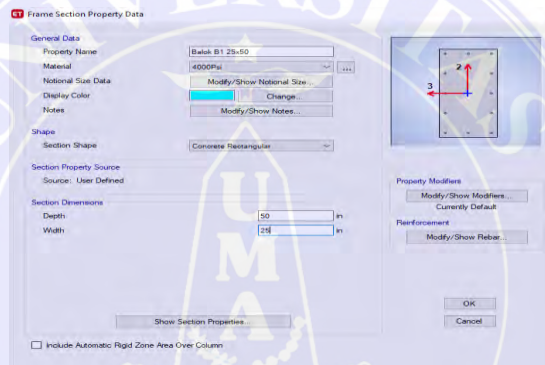 ET Frame Section Property Data
General Data
Property Name Balok B1 25x50
Material 4000Psi ...
Notional Size Data Modify/Show Notional Size...
Display Color Change...
Notes Modify/Show Notes...
Shape
Section Shape Concrete Rectangular
Section Property Source
Source: User Defined
Section Dimensions
Depth 50 in
Width 25 in
Show Section Properties...
Include Automatic Rigid Zone Area Over Column
2
3
Property Modifiers
Modify/Show Modifiers...
Currently Default
Reinforcement
Modify/Show Rebar...
OK
Cancel
UMA